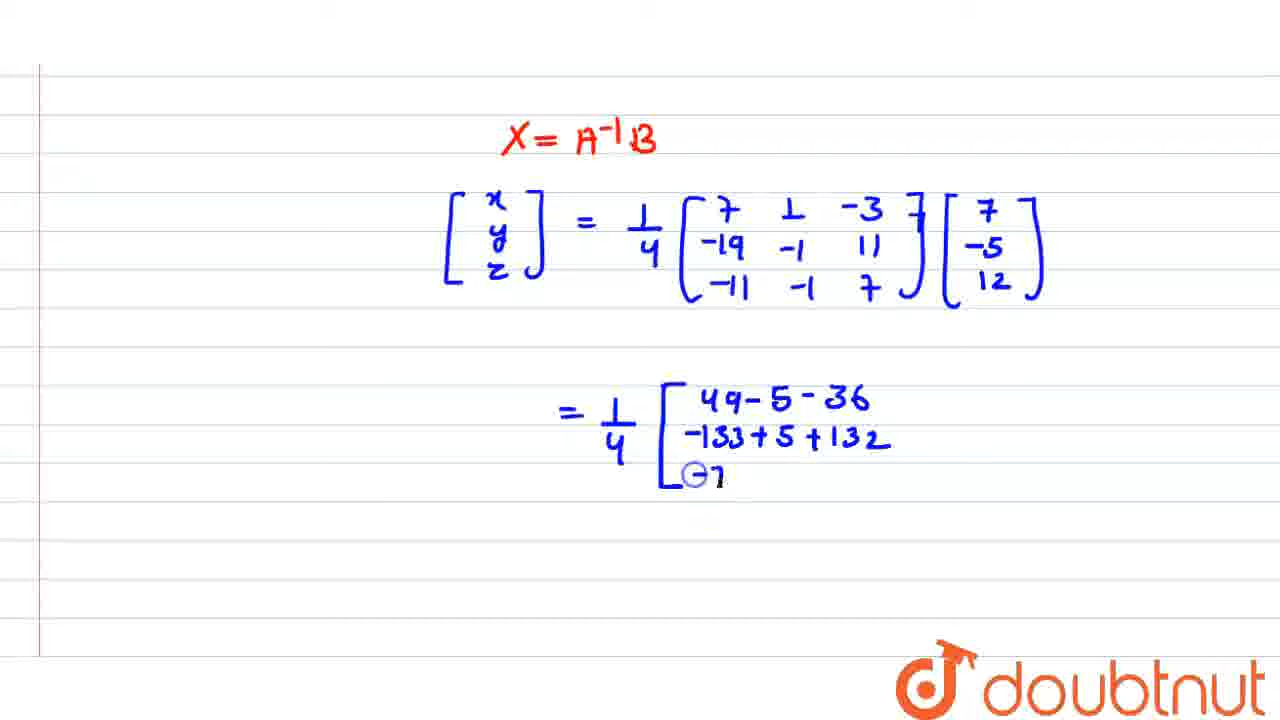 X = A⁻¹B
[x y z] = 1/4 [7 1 -3; -19 -1 11; -11 -1 7] [7; -5; 12]
= 1/4 [49 - 5 - 36
-133 + 5 + 132
-7
doubtnut